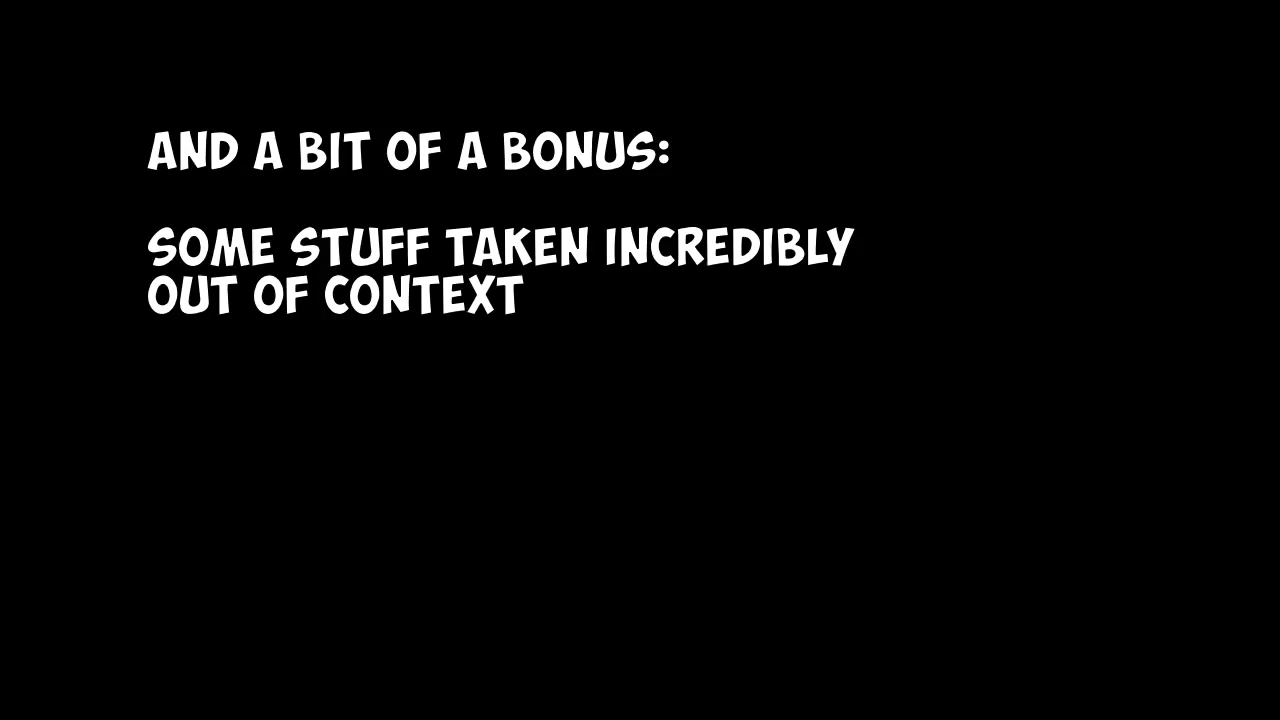 AND A BIT OF A BONUS:
SOME STUFF TAKEN INCREDIBLY
OUT OF CONTEXT